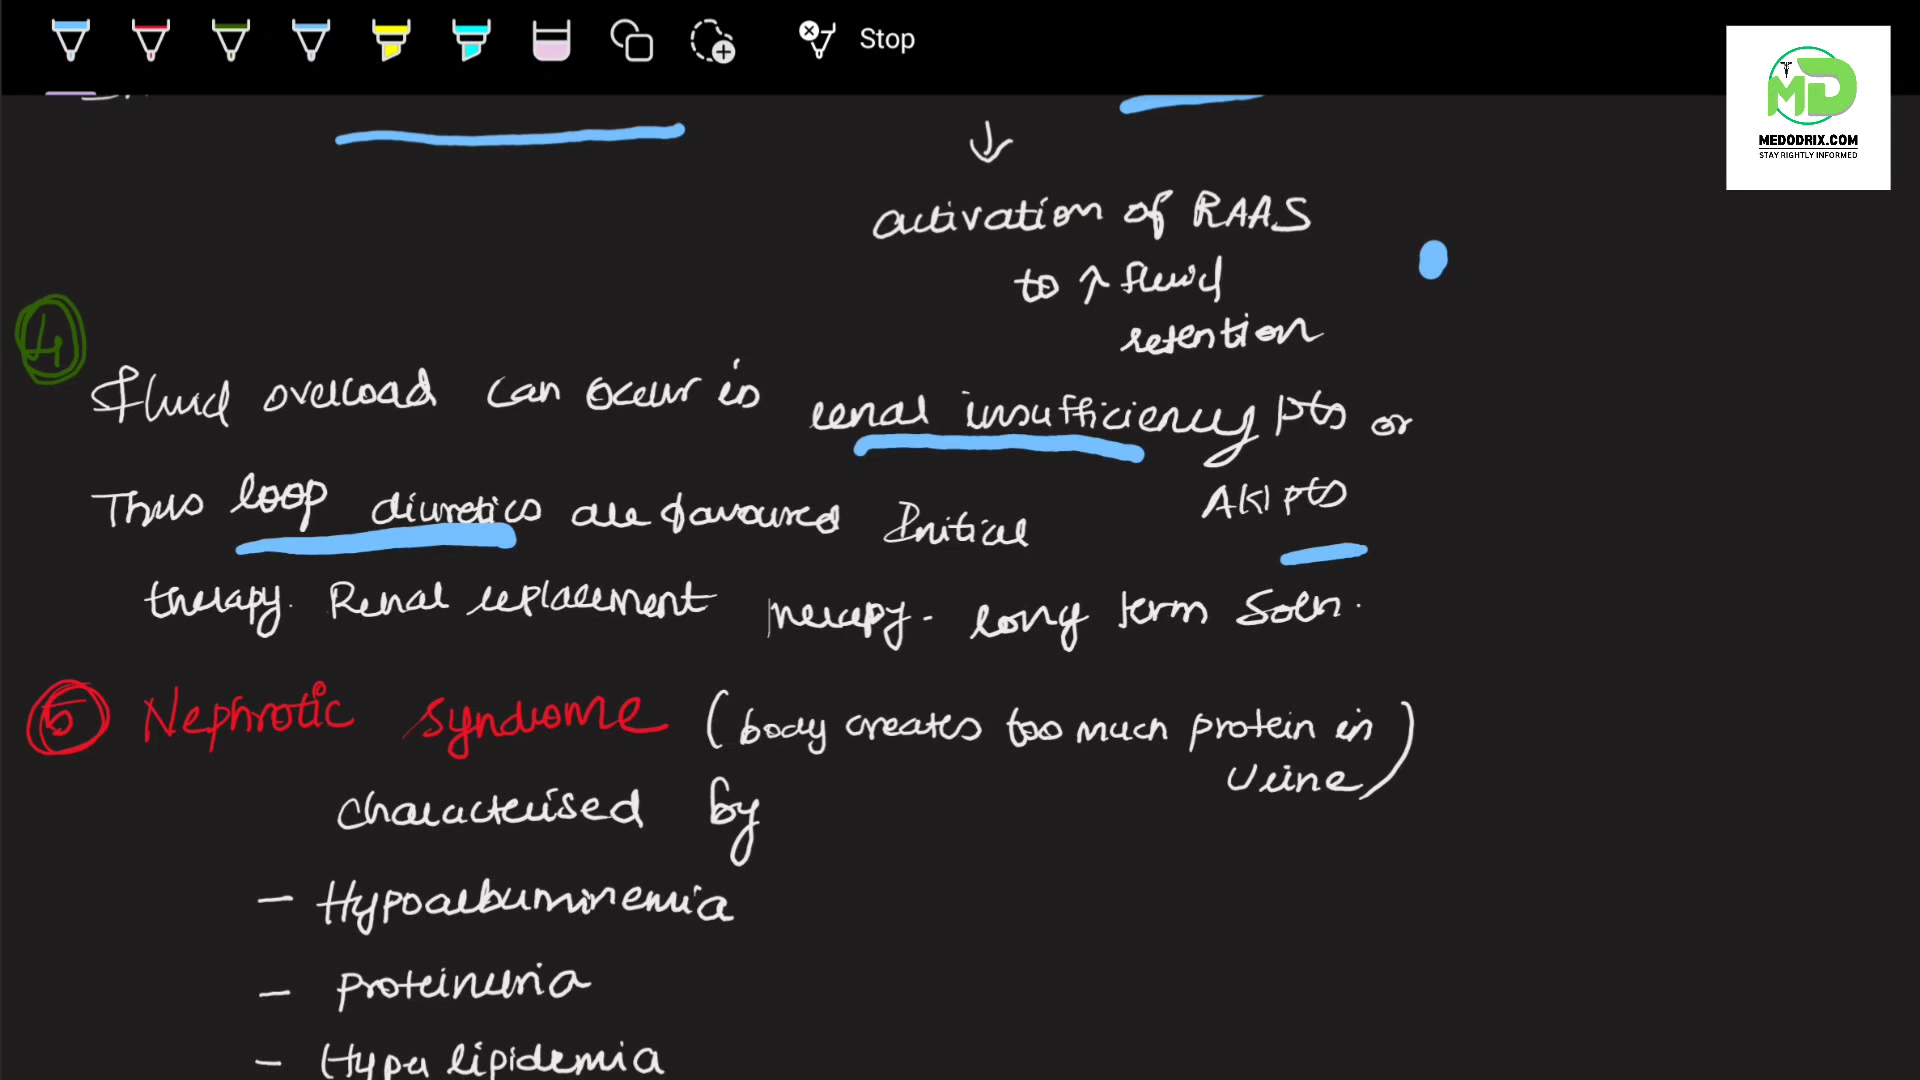 Stop
MEDODRIX.COM
STAY RIGHTLY INFORMED
activation of RAAS
to ↑ fluid
retention
4
Fluid overload can occur in renal insufficiency pts or
AKI pts
Thus loop diuretics are favoured Initial
therapy. Renal replacement therapy - long term soln.
5 Nephrotic syndrome (body creates too much protein in
Urine)
characterised by
- Hypoalbuminemia
- proteinuria
- Hyper lipidemia